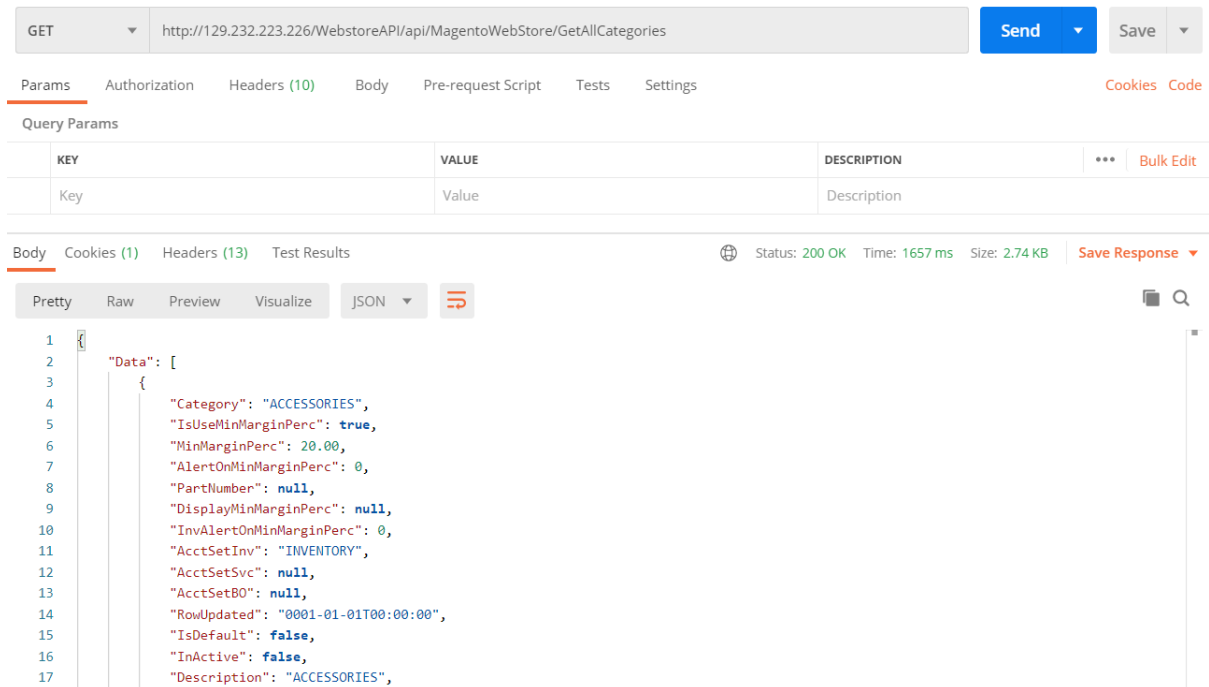 GET http://129.232.223.226/WebstoreAPI/api/MagentoWebStore/GetAllCategories Send Save
Params Authorization Headers (10) Body Pre-request Script Tests Settings Cookies Code
Query Params
KEY VALUE DESCRIPTION ••• Bulk Edit
Key Value Description
Body Cookies (1) Headers (13) Test Results Status: 200 OK Time: 1657 ms Size: 2.74 KB Save Response
Pretty Raw Preview Visualize JSON
1 {
2 "Data": [
3 {
4 "Category": "ACCESSORIES",
5 "IsUseMinMarginPerc": true,
6 "MinMarginPerc": 20.00,
7 "AlertOnMinMarginPerc": 0,
8 "PartNumber": null,
9 "DisplayMinMarginPerc": null,
10 "InvAlertOnMinMarginPerc": 0,
11 "AcctSetInv": "INVENTORY",
12 "AcctSetSvc": null,
13 "AcctSetBO": null,
14 "RowUpdated": "0001-01-01T00:00:00",
15 "IsDefault": false,
16 "InActive": false,
17 "Description": "ACCESSORIES",